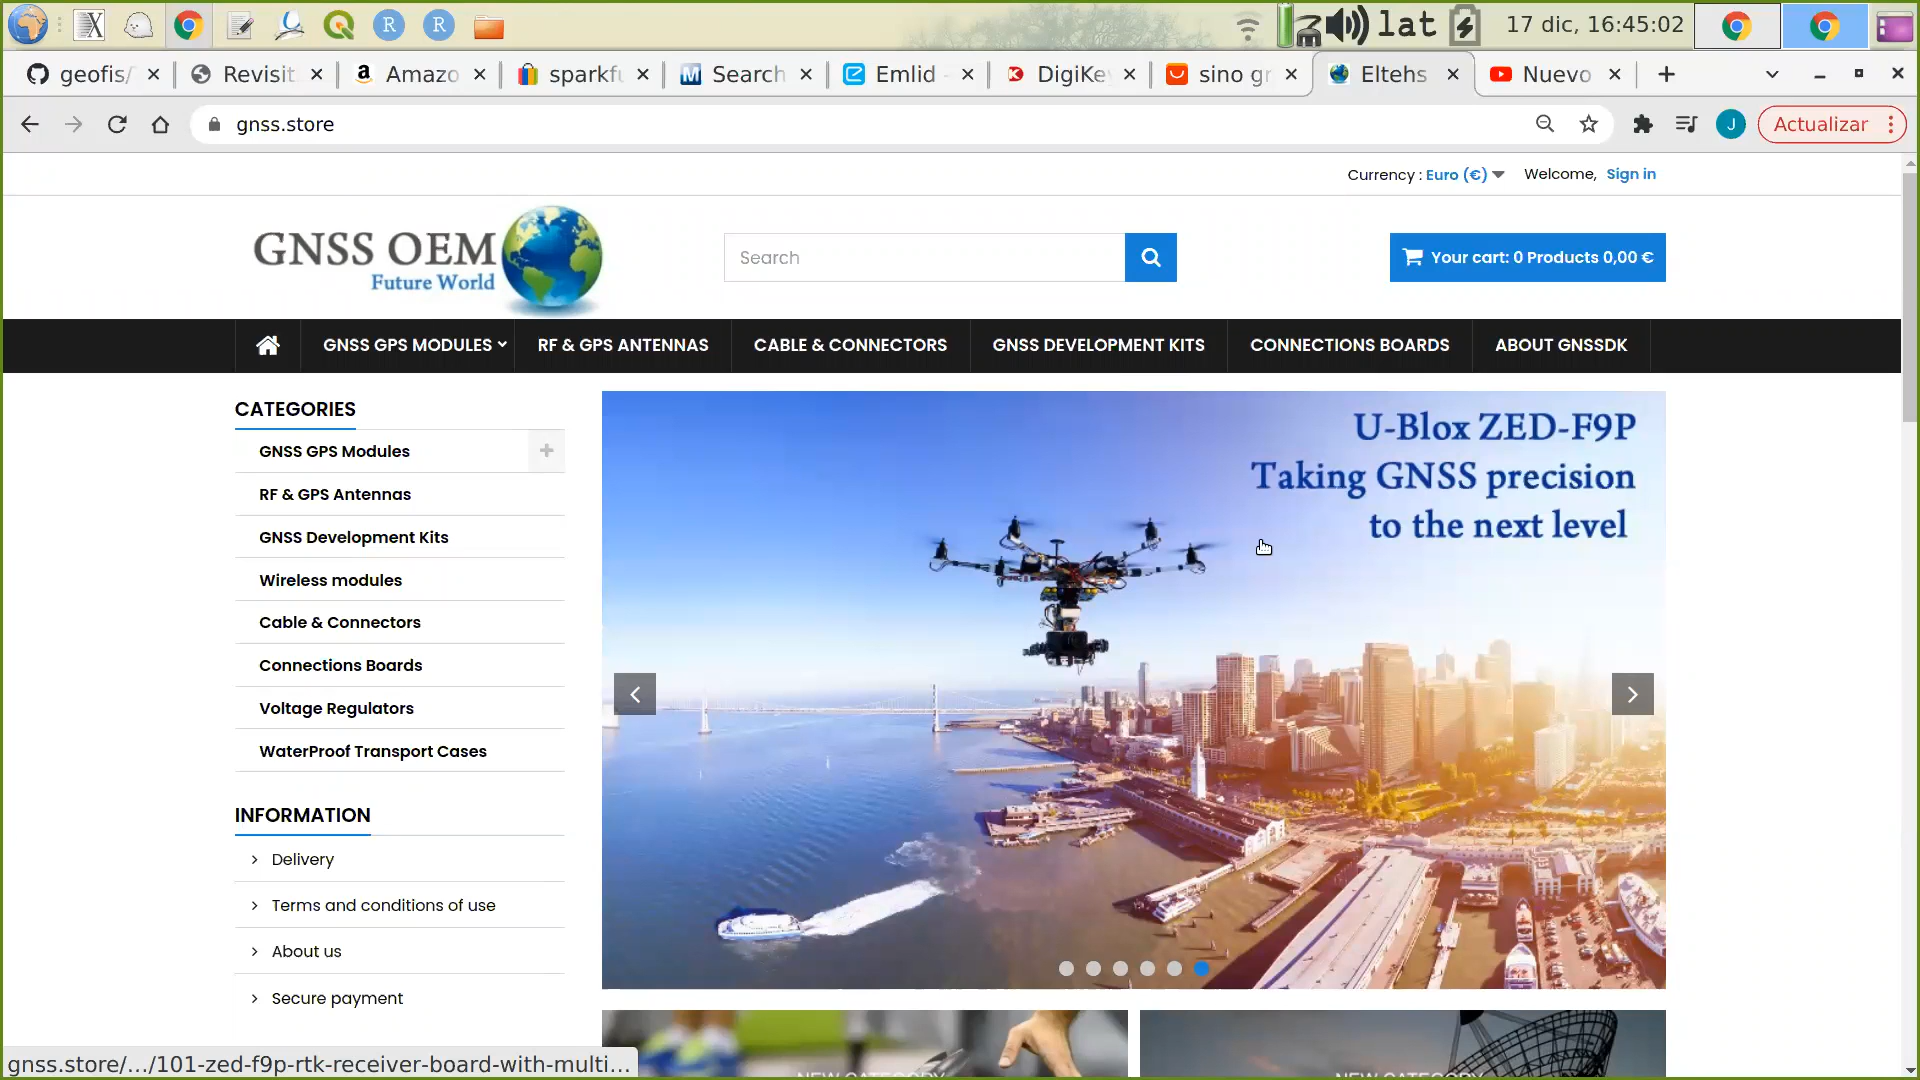 lat
17 dic, 16:45:02
geofis/
Revisit
Amazo
sparkfu
Search
Emlid -
DigiKe
sino gr
Eltehs
Nuevo
gnss.store
Actualizar
Currency : Euro (€)
Welcome, Sign in
GNSS OEM
Future World
Search
Your cart: 0 Products 0,00 €
GNSS GPS MODULES
RF & GPS ANTENNAS
CABLE & CONNECTORS
GNSS DEVELOPMENT KITS
CONNECTIONS BOARDS
ABOUT GNSSDK
CATEGORIES
GNSS GPS Modules
RF & GPS Antennas
GNSS Development Kits
Wireless modules
Cable & Connectors
Connections Boards
Voltage Regulators
WaterProof Transport Cases
INFORMATION
Delivery
Terms and conditions of use
About us
Secure payment
U-Blox ZED-F9P
Taking GNSS precision
to the next level
NEW CATEGORY
NEW CATEGORY
gnss.store/.../101-zed-f9p-rtk-receiver-board-with-multi...